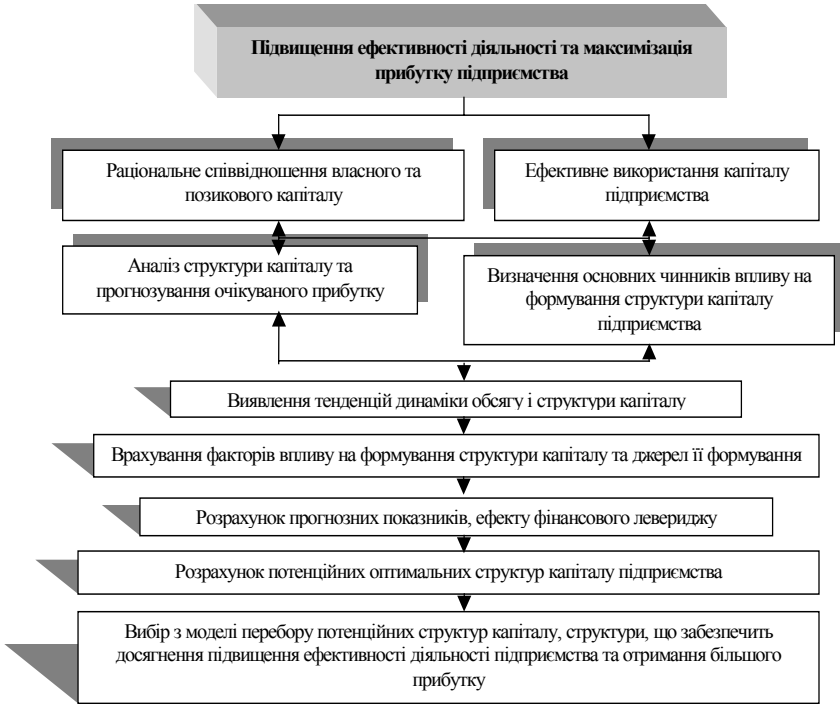 Підвищення ефективності діяльності та максимізація
прибутку підприємства
Раціональне співвідношення власного та
позикового капіталу
Ефективне використання капіталу
підприємства
Аналіз структури капіталу та
прогнозування очікуваного прибутку
Визначення основних чинників впливу на
формування структури капіталу
підприємства
Виявлення тенденцій динаміки обсягу і структури капіталу
Врахування факторів впливу на формування структури капіталу та джерел її формування
Розрахунок прогнозних показників, ефекту фінансового левериджу
Розрахунок потенційних оптимальних структур капіталу підприємства
Вибір з моделі перебору потенційних структур капіталу, структури, що забезпечить
досягнення підвищення ефективності діяльності підприємства та отримання більшого
прибутку